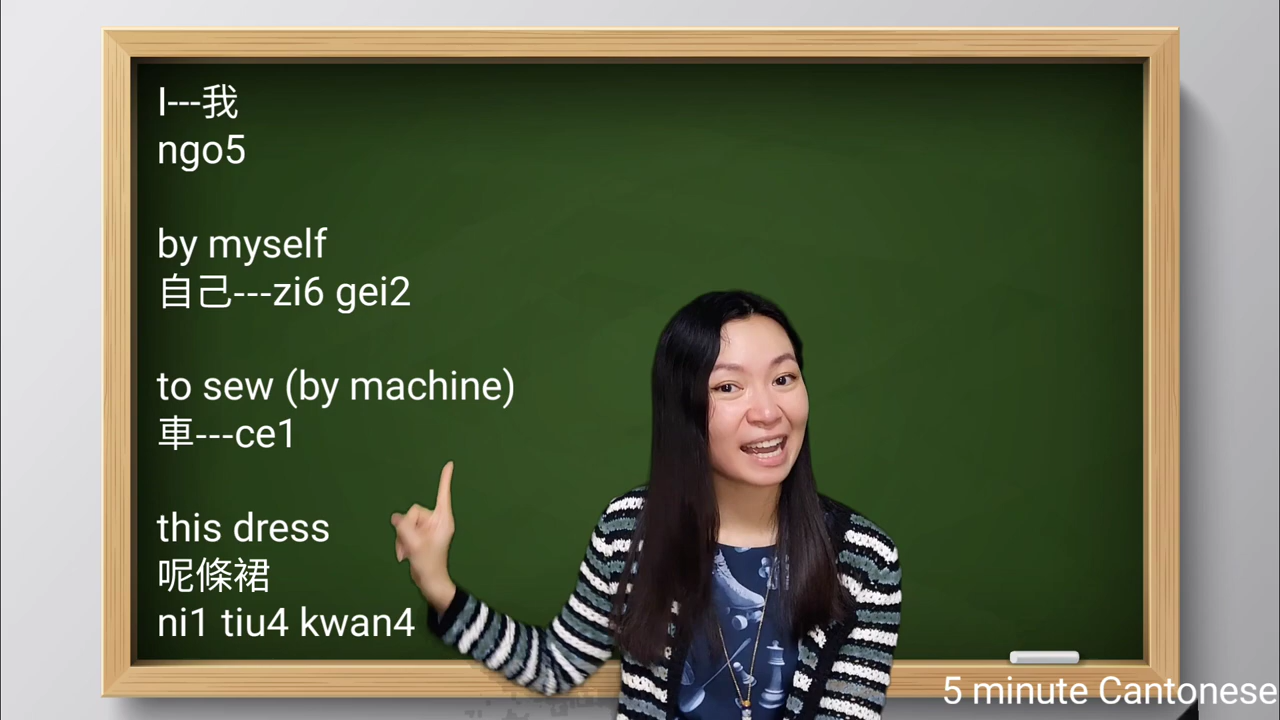 I---我
ngo5
by myself
自己---zi6 gei2
to sew (by machine)
車---ce1
this dress
呢條裙
ni1 tiu4 kwan4
5 minute Cantonese